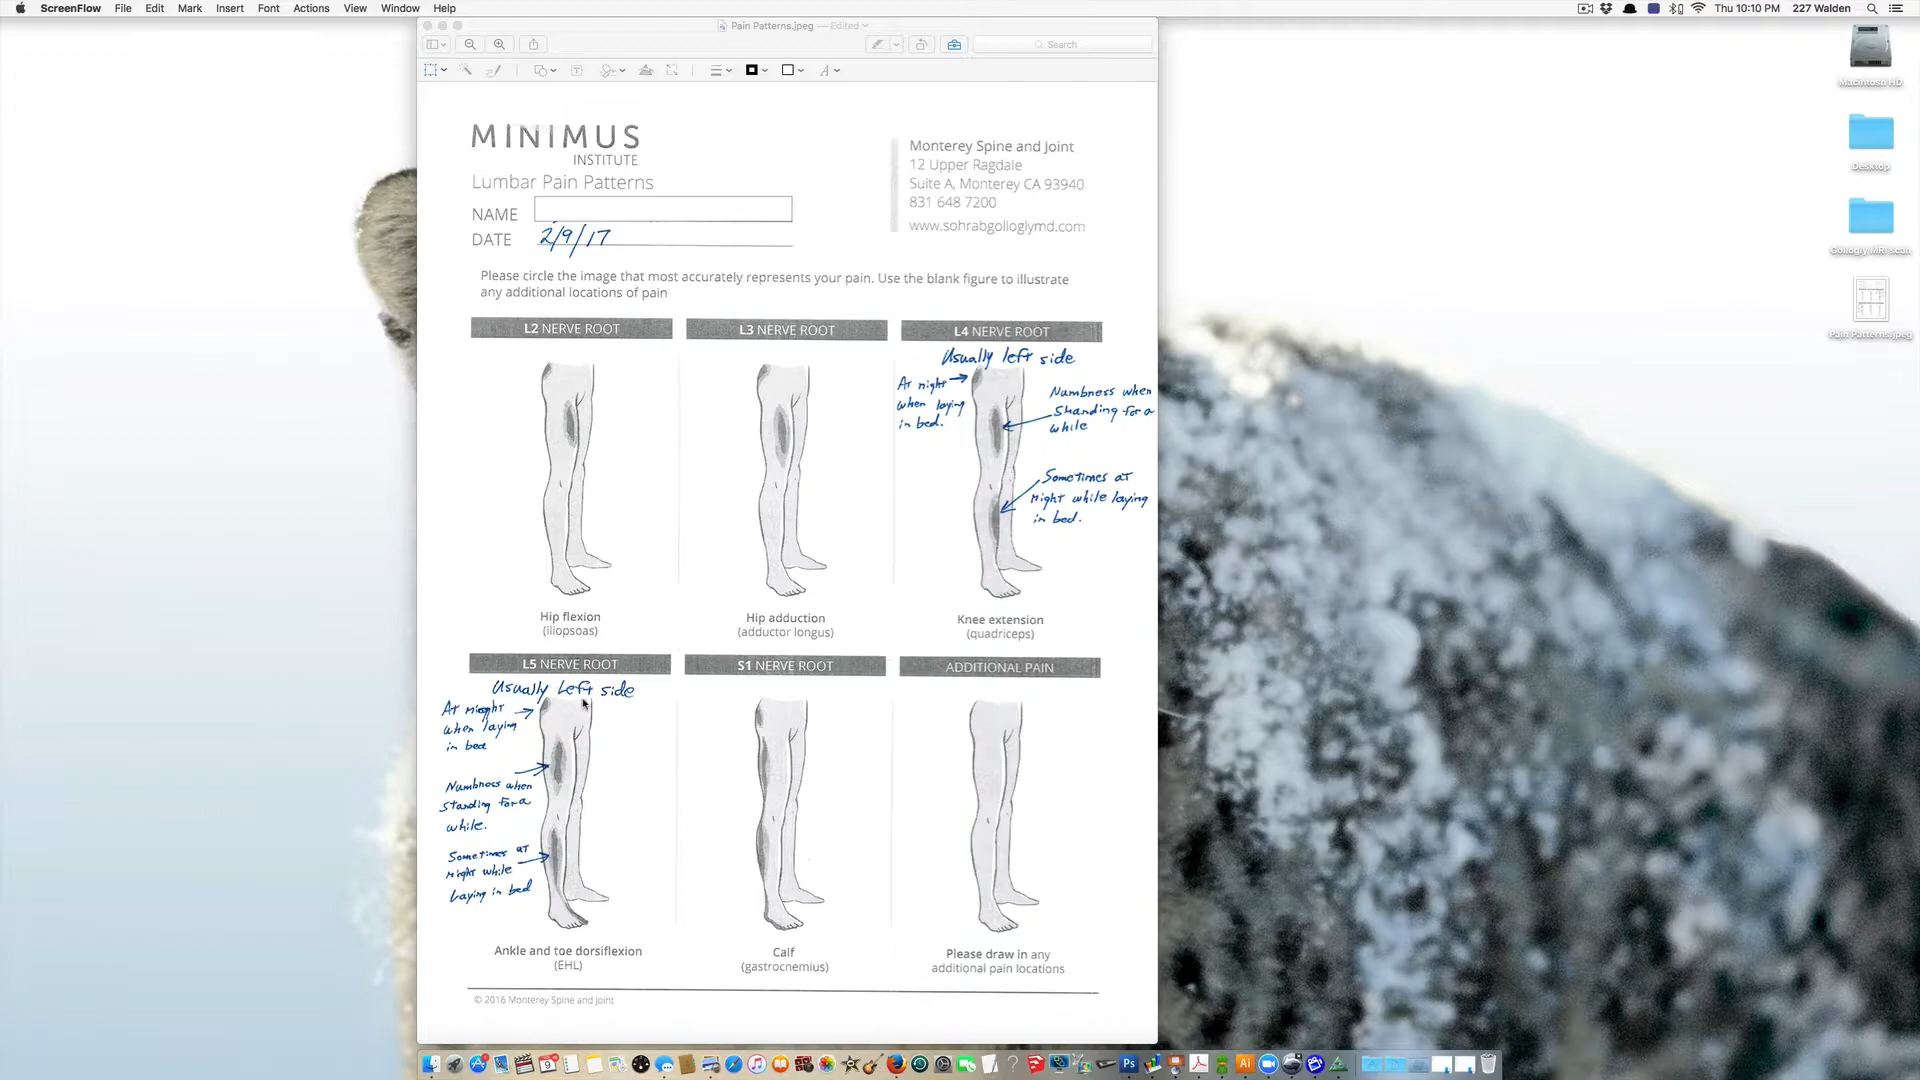 ScreenFlow File Edit Mark Insert Font Actions View Window Help
Thu 10:10 PM 227 Walden
Pain Patterns.jpeg — Edited
Search
Macintosh HD
Desktop
Gollogly MRI scan
Pain Patterns.jpeg
MINIMUS
INSTITUTE
Lumbar Pain Patterns
NAME
DATE 2/9/17
Monterey Spine and Joint
12 Upper Ragdale
Suite A, Monterey CA 93940
831 648 7200
www.sohrabgolloglymd.com
Please circle the image that most accurately represents your pain. Use the blank figure to illustrate
any additional locations of pain
L2 NERVE ROOT
Hip flexion
(iliopsoas)
L3 NERVE ROOT
Hip adduction
(adductor longus)
L4 NERVE ROOT
Usually left side
At night
when laying
in bed.
Numbness when
standing for a
while
Sometimes at
night while laying
in bed.
Knee extension
(quadriceps)
L5 NERVE ROOT
Usually Left side
At night
when laying
in bed
Numbness when
standing for a
while.
Sometimes at
night while
Laying in bed
Ankle and toe dorsiflexion
(EHL)
S1 NERVE ROOT
Calf
(gastrocnemius)
ADDITIONAL PAIN
Please draw in any
additional pain locations
© 2016 Monterey Spine and Joint